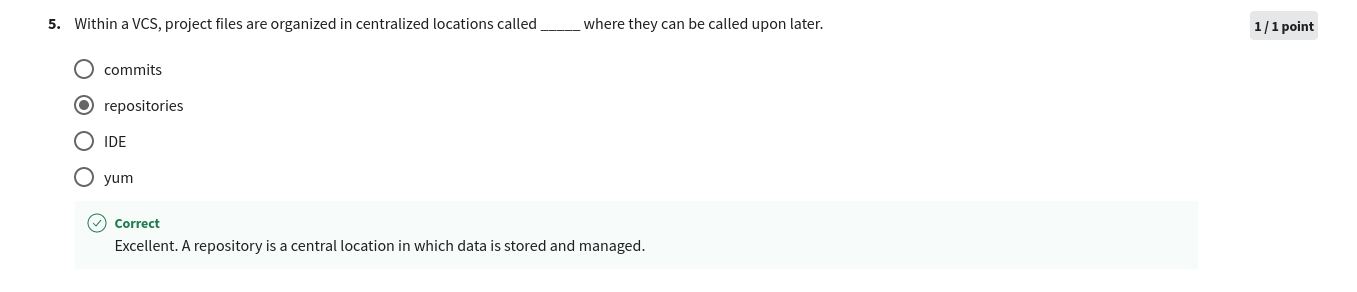 5. Within a VCS, project files are organized in centralized locations called _____ where they can be called upon later.
1 / 1 point
commits
repositories
IDE
yum
Correct
Excellent. A repository is a central location in which data is stored and managed.